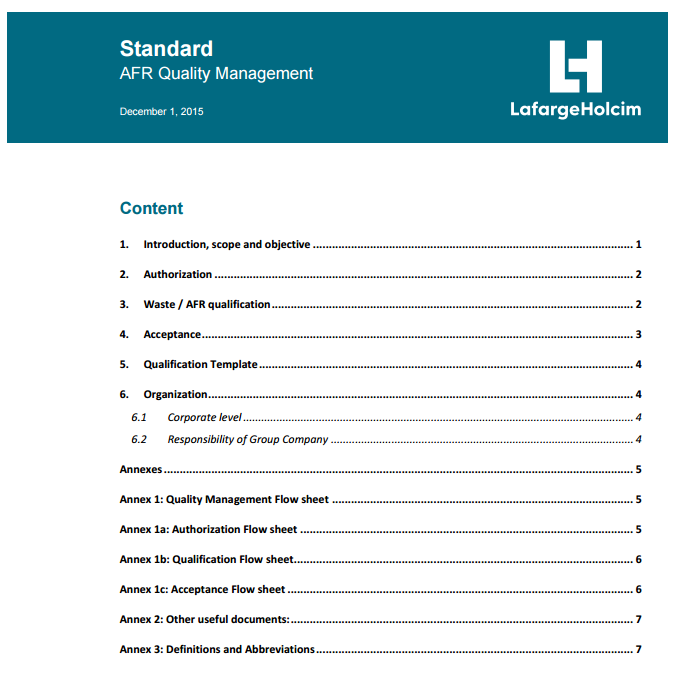 Standard
AFR Quality Management
December 1, 2015
LafargeHolcim
Content
1. Introduction, scope and objective ........ 1
2. Authorization ........ 2
3. Waste / AFR qualification ........ 2
4. Acceptance ........ 3
5. Qualification Template ........ 4
6. Organization ........ 4
6.1 Corporate level ........ 4
6.2 Responsibility of Group Company ........ 4
Annexes ........ 5
Annex 1: Quality Management Flow sheet ........ 5
Annex 1a: Authorization Flow sheet ........ 5
Annex 1b: Qualification Flow sheet ........ 6
Annex 1c: Acceptance Flow sheet ........ 6
Annex 2: Other useful documents: ........ 7
Annex 3: Definitions and Abbreviations ........ 7